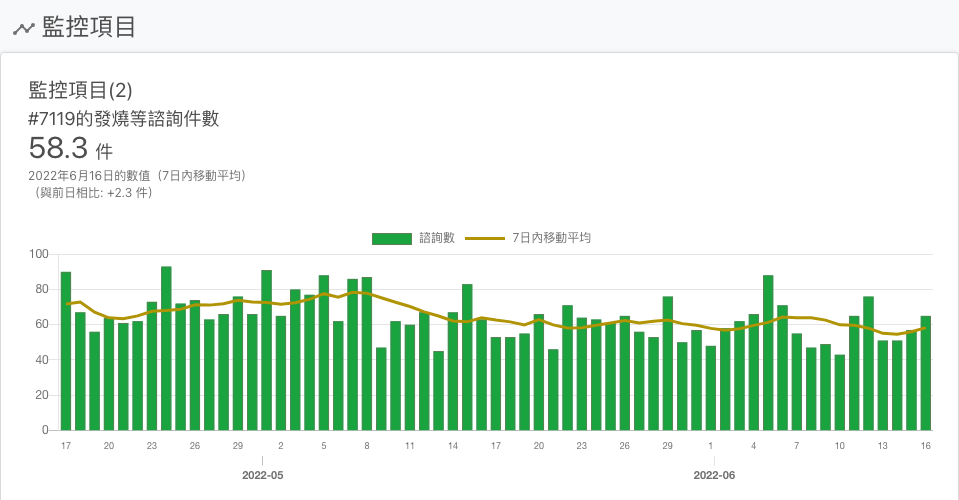 監控項目
監控項目(2)
#7119的發燒等諮詢件數
58.3 件
2022年6月16日的數值（7日內移動平均）
（與前日相比: +2.3 件）
諮詢數 7日內移動平均
100
80
60
40
20
0
17 20 23 26 29 2 5 8 11 14 17 20 23 26 29 1 4 7 10 13 16
2022-05 2022-06